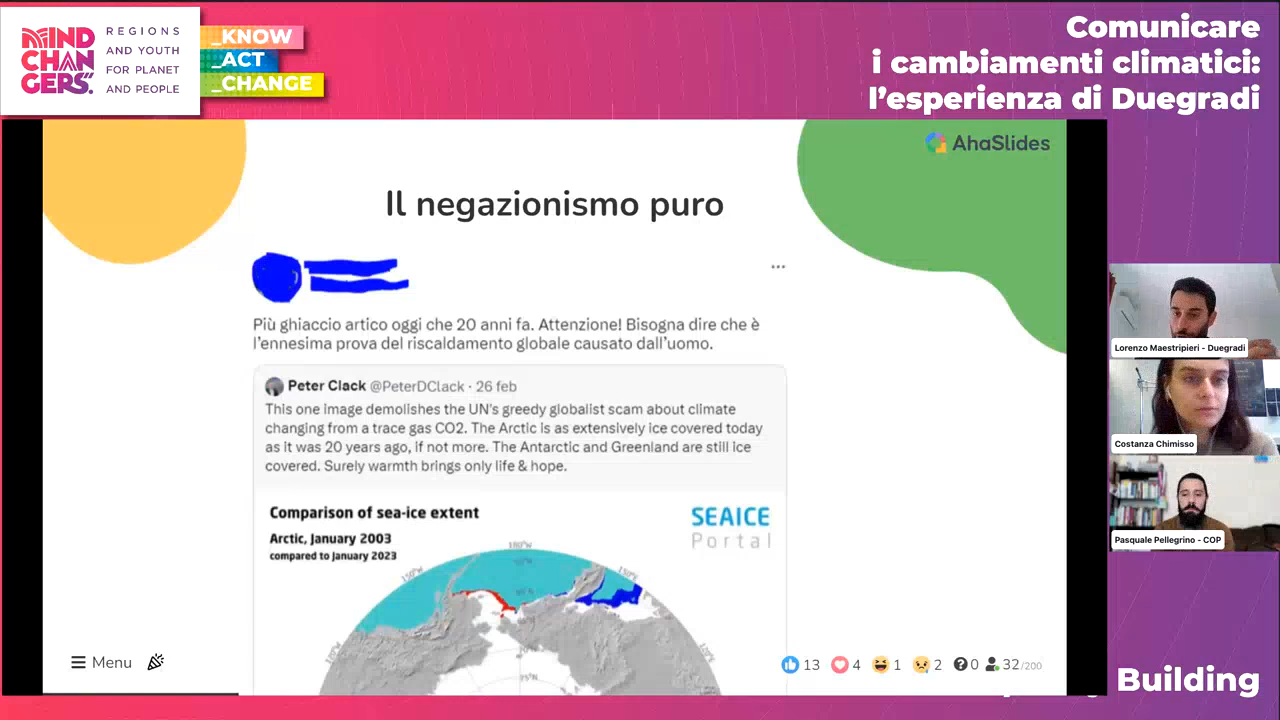 MIND
CHAN
GERS.
REGIONS
AND YOUTH
FOR PLANET
AND PEOPLE
_KNOW
_ACT
_CHANGE
Comunicare
i cambiamenti climatici:
l'esperienza di Duegradi
AhaSlides
Il negazionismo puro
Più ghiaccio artico oggi che 20 anni fa. Attenzione! Bisogna dire che è
l'ennesima prova del riscaldamento globale causato dall'uomo.
Peter Clack @PeterDClack · 26 feb
This one image demolishes the UN's greedy globalist scam about climate
changing from a trace gas CO2. The Arctic is as extensively ice covered today
as it was 20 years ago, if not more. The Antarctic and Greenland are still ice
covered. Surely warmth brings only life & hope.
Comparison of sea-ice extent
Arctic, January 2003
compared to January 2023
SEAICE
Portal
180°W
150°W
150°E
75°N
Menu
13
4
1
2
0
32/200
Lorenzo Maestripieri - Duegradi
Costanza Chimisso
Pasquale Pellegrino - COP
Building